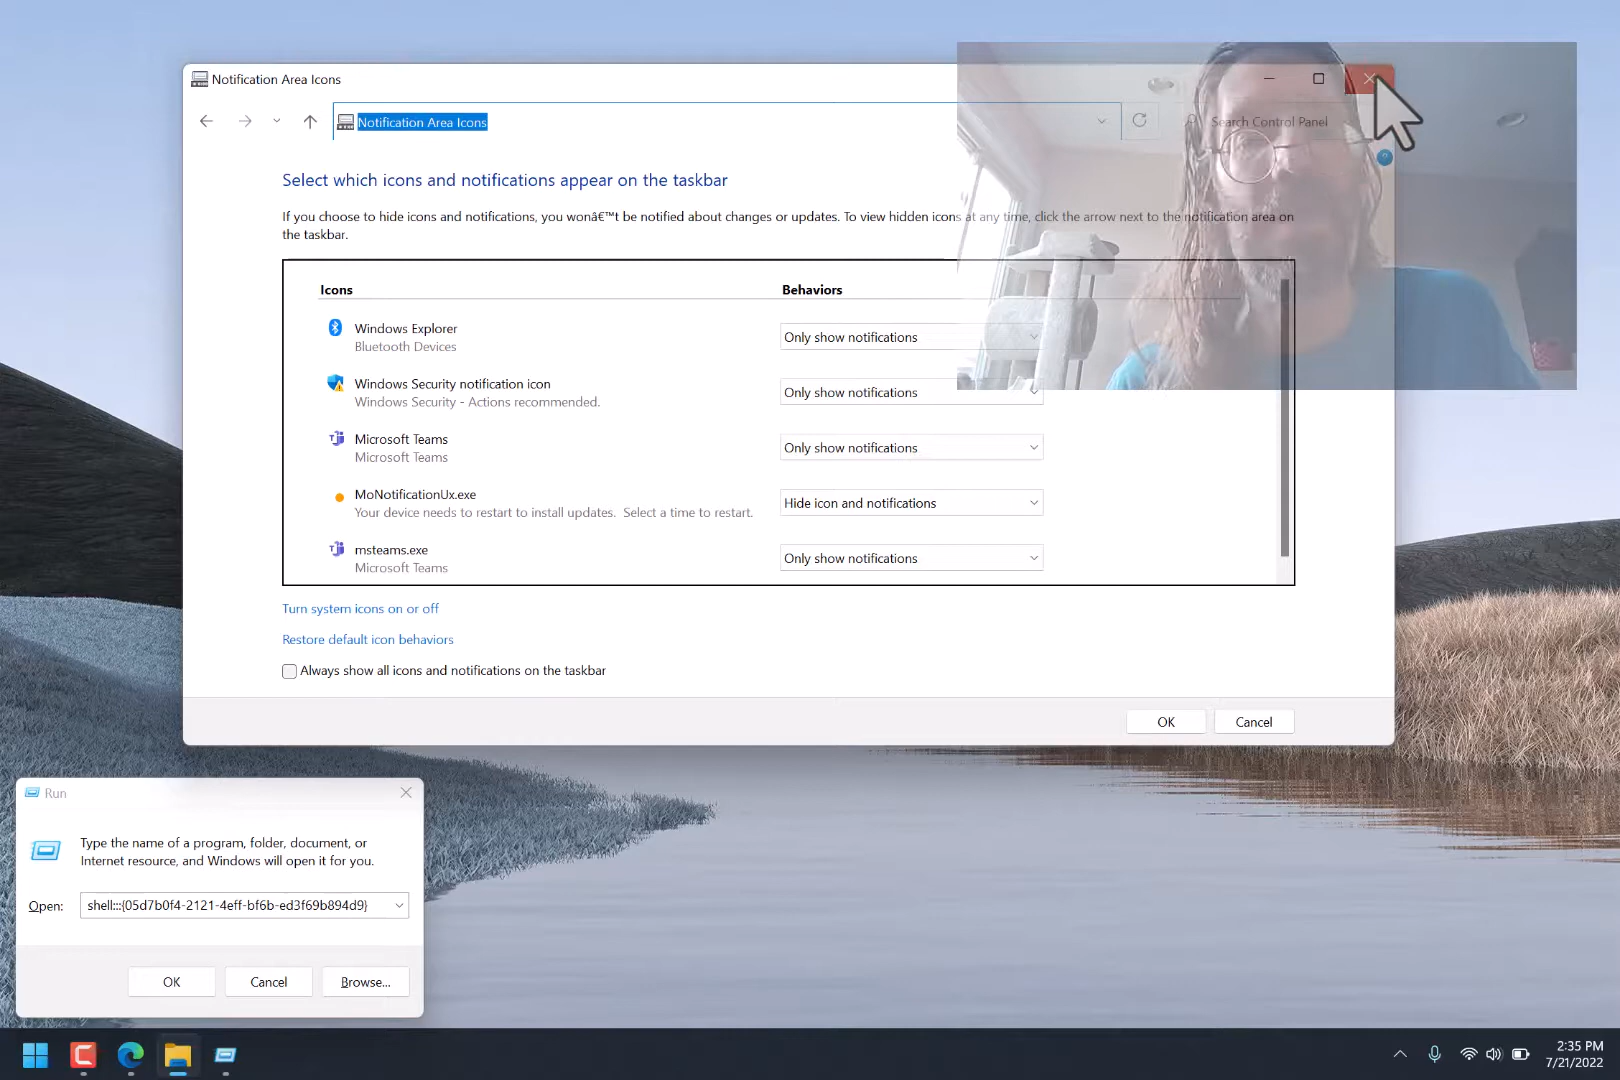 Notification Area Icons
Notification Area Icons
Search Control Panel
Select which icons and notifications appear on the taskbar
If you choose to hide icons and notifications, you wonâ€™t be notified about changes or updates. To view hidden icons at any time, click the arrow next to the notification area on
the taskbar.
Icons Behaviors
Windows Explorer
Bluetooth Devices
Only show notifications
Windows Security notification icon
Windows Security - Actions recommended.
Only show notifications
Microsoft Teams
Microsoft Teams
Only show notifications
MoNotificationUx.exe
Your device needs to restart to install updates. Select a time to restart.
Hide icon and notifications
msteams.exe
Microsoft Teams
Only show notifications
Turn system icons on or off
Restore default icon behaviors
Always show all icons and notifications on the taskbar
OK Cancel
Run
Type the name of a program, folder, document, or
Internet resource, and Windows will open it for you.
Open: shell:::{05d7b0f4-2121-4eff-bf6b-ed3f69b894d9}
OK Cancel Browse...
2:35 PM
7/21/2022